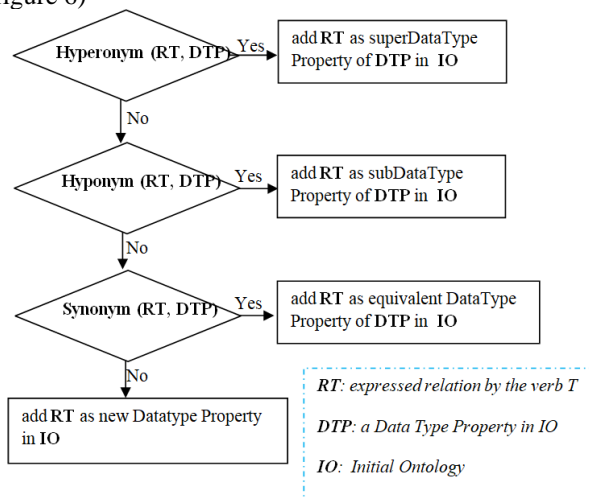 Hyperonym (RT, DTP)
Yes
add RT as superDataType
Property of DTP in IO
No
Hyponym (RT, DTP)
Yes
add RT as subDataType
Property of DTP in IO
No
Synonym (RT, DTP)
Yes
add RT as equivalent DataType
Property of DTP in IO
No
add RT as new Datatype Property
in IO
RT: expressed relation by the verb T
DTP: a Data Type Property in IO
IO: Initial Ontology